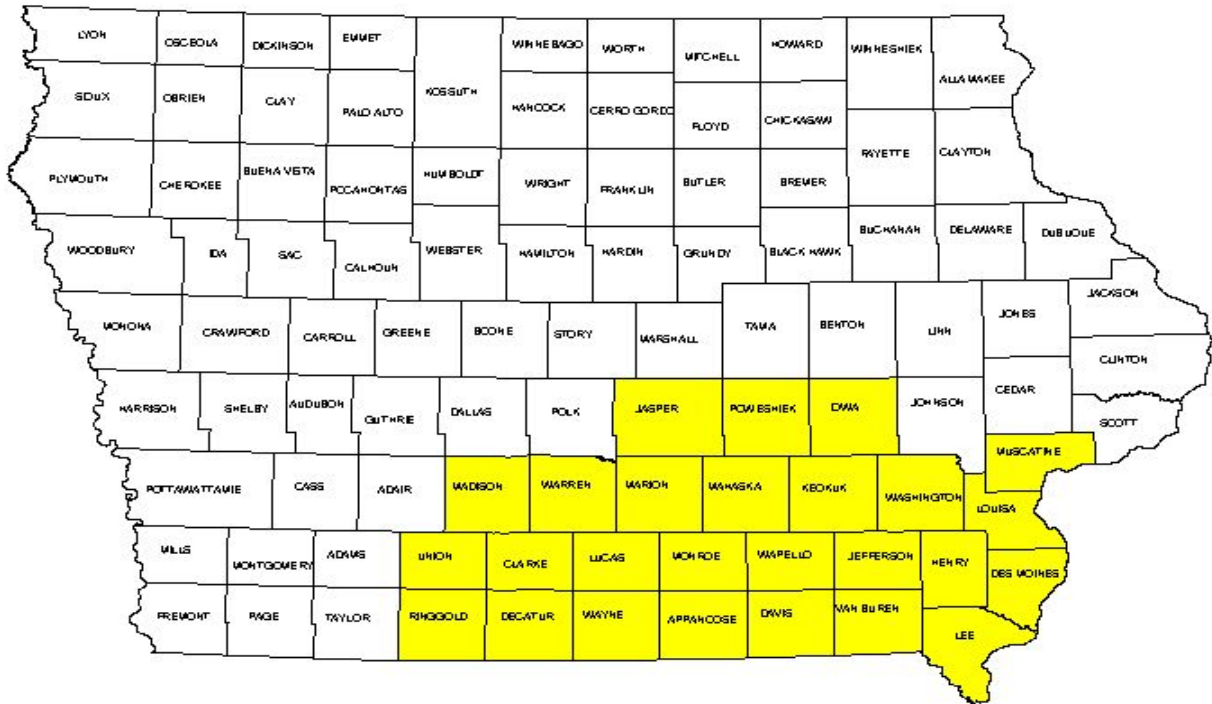 LYON
OSCEOLA
DICKINSON
EMMET
WINNEBAGO
WORTH
MITCHELL
HOWARD
WINNESHIEK
ALLAMAKEE
SIOUX
OBRIEN
CLAY
PALO ALTO
KOSSUTH
HANCOCK
CERRO GORDO
FLOYD
CHICKASAW
FAYETTE
CLAYTON
PLYMOUTH
CHEROKEE
BUENA VISTA
POCAHONTAS
HUMBOLDT
WRIGHT
FRANKLIN
BUTLER
BREMER
WOODBURY
IDA
SAC
CALHOUN
WEBSTER
HAMILTON
HARDIN
GRUNDY
BLACK HAWK
BUCHANAN
DELAWARE
DUBUQUE
MONONA
CRAWFORD
CARROLL
GREENE
BOONE
STORY
MARSHALL
TAMA
BENTON
LINN
JONES
JACKSON
CLINTON
HARRISON
SHELBY
AUDUBON
GUTHRIE
DALLAS
POLK
JASPER
POWESHIEK
IOWA
JOHNSON
CEDAR
SCOTT
POTTAWATTAMIE
CASS
ADAIR
MADISON
WARREN
MARION
MAHASKA
KEOKUK
WASHINGTON
MUSCATINE
LOUISA
MILLS
MONTGOMERY
ADAMS
UNION
CLARKE
LUCAS
MONROE
WAPELLO
JEFFERSON
HENRY
DES MOINES
FREMONT
PAGE
TAYLOR
RINGGOLD
DECATUR
WAYNE
APPANOOSE
DAVIS
VAN BUREN
LEE